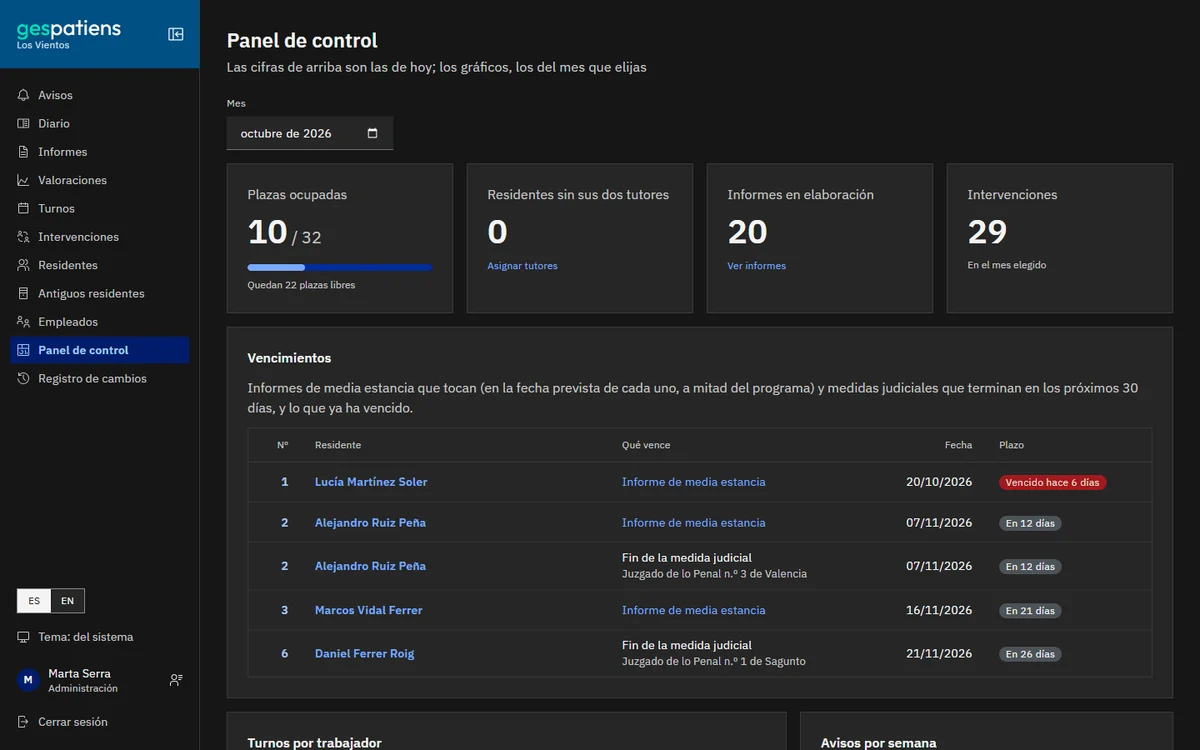 gespatiens
Los Vientos
Avisos
Diario
Informes
Valoraciones
Turnos
Intervenciones
Residentes
Antiguos residentes
Empleados
Panel de control
Registro de cambios
ES EN
Tema: del sistema
M
Marta Serra
Administración
Cerrar sesión
Panel de control
Las cifras de arriba son las de hoy; los gráficos, los del mes que elijas
Mes
octubre de 2026
Plazas ocupadas
10 / 32
Quedan 22 plazas libres
Residentes sin sus dos tutores
0
Asignar tutores
Informes en elaboración
20
Ver informes
Intervenciones
29
En el mes elegido
Vencimientos
Informes de media estancia que tocan (en la fecha prevista de cada uno, a mitad del programa) y medidas judiciales que terminan en los próximos 30
días, y lo que ya ha vencido.
Nº Residente Qué vence Fecha Plazo
1 Lucía Martínez Soler Informe de media estancia 20/10/2026 Vencido hace 6 días
2 Alejandro Ruiz Peña Informe de media estancia 07/11/2026 En 12 días
2 Alejandro Ruiz Peña Fin de la medida judicial 07/11/2026 En 12 días
Juzgado de lo Penal n.º 3 de Valencia
3 Marcos Vidal Ferrer Informe de media estancia 16/11/2026 En 21 días
6 Daniel Ferrer Roig Fin de la medida judicial 21/11/2026 En 26 días
Juzgado de lo Penal n.º 1 de Sagunto
Turnos por trabajador
Avisos por semana